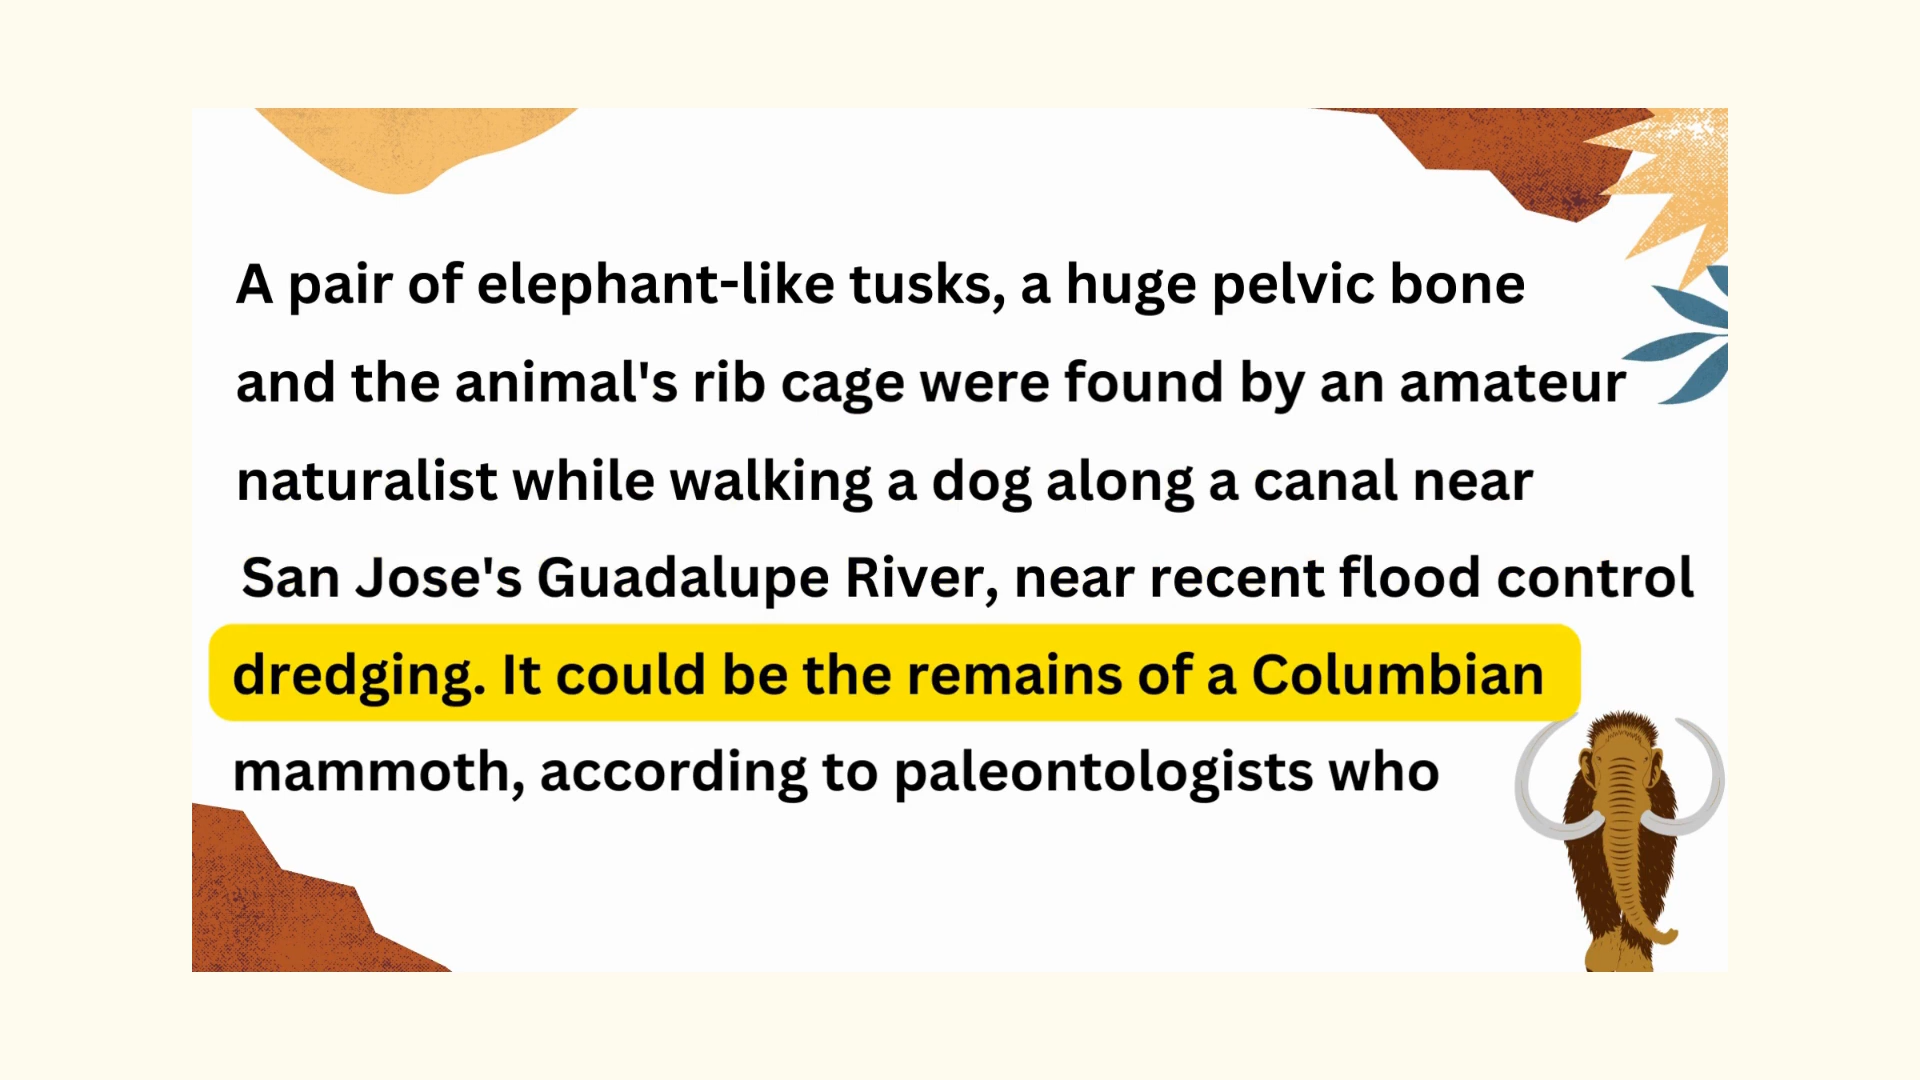 A pair of elephant-like tusks, a huge pelvic bone
and the animal's rib cage were found by an amateur
naturalist while walking a dog along a canal near
San Jose's Guadalupe River, near recent flood control
dredging. It could be the remains of a Columbian
mammoth, according to paleontologists who